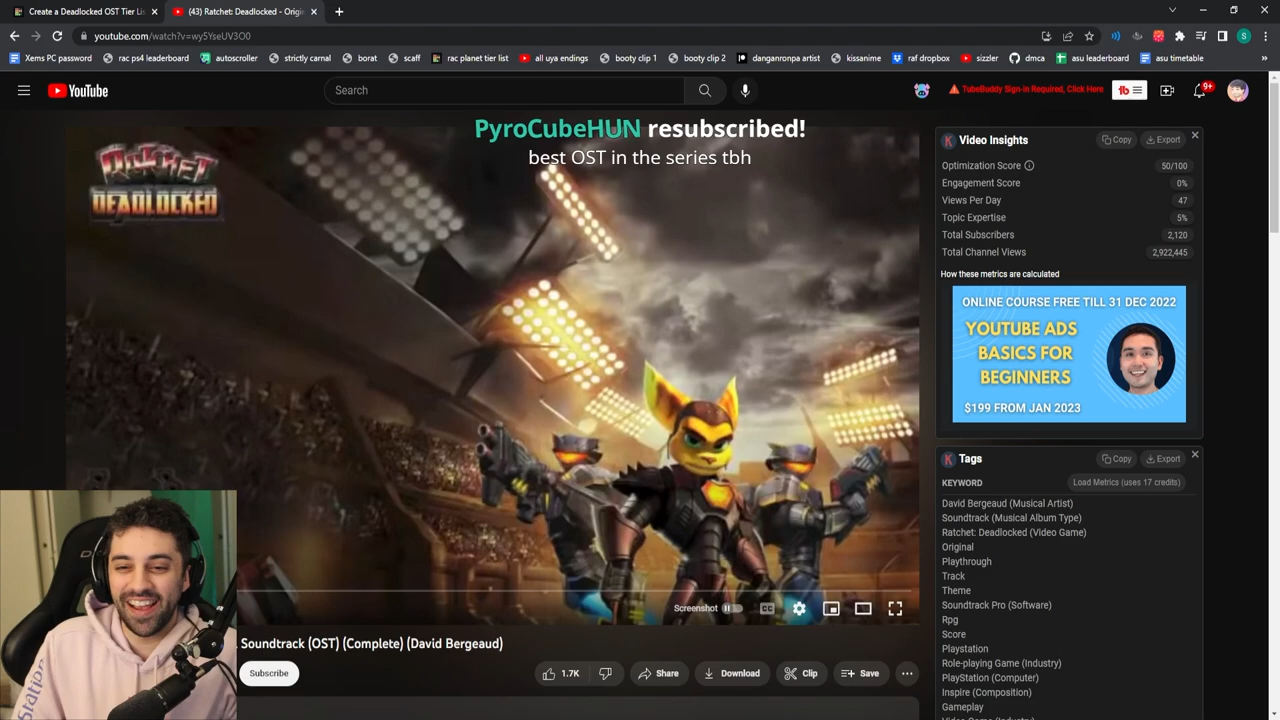 Create a Deadlocked OST Tier Lis
(43) Ratchet: Deadlocked - Origin
youtube.com/watch?v=wy5YseUV3O0
Xems PC password
rac ps4 leaderboard
autoscroller
strictly carnal
borat
scaff
rac planet tier list
all uya endings
booty clip 1
booty clip 2
danganronpa artist
kissanime
raf dropbox
sizzler
dmca
asu leaderboard
asu timetable
»
YouTube
Search
TubeBuddy Sign-in Required, Click Here
tb
9+
S
PyroCubeHUN resubscribed!
best OST in the series tbh
RATCHET
DEADLOCKED
Screenshot
CC
Soundtrack (OST) (Complete) (David Bergeaud)
Subscribe
1.7K
Share
Download
Clip
Save
K Video Insights
Copy
Export
Optimization Score 50/100
Engagement Score 0%
Views Per Day 47
Topic Expertise 5%
Total Subscribers 2,120
Total Channel Views 2,922,445
How these metrics are calculated
ONLINE COURSE FREE TILL 31 DEC 2022
YOUTUBE ADS
BASICS FOR
BEGINNERS
$199 FROM JAN 2023
K Tags
Copy
Export
KEYWORD
Load Metrics (uses 17 credits)
David Bergeaud (Musical Artist)
Soundtrack (Musical Album Type)
Ratchet: Deadlocked (Video Game)
Original
Playthrough
Track
Theme
Soundtrack Pro (Software)
Rpg
Score
Playstation
Role-playing Game (Industry)
PlayStation (Computer)
Inspire (Composition)
Gameplay
Video Game (Industry)